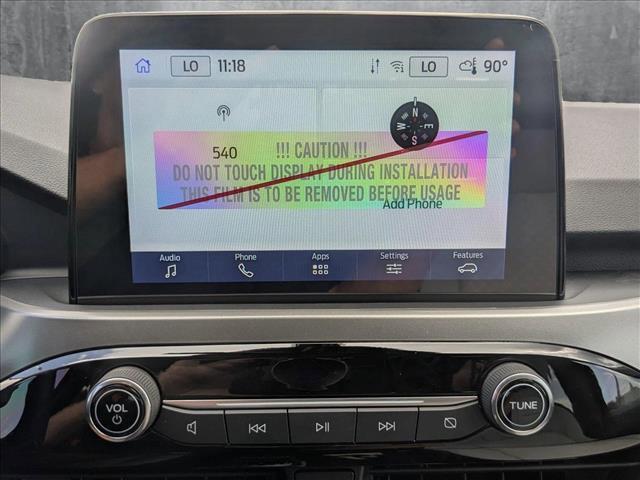 LO 11:18 LO 90°
N
W E
S
540
!!! CAUTION !!!
DO NOT TOUCH DISPLAY DURING INSTALLATION
THIS FILM IS TO BE REMOVED BEFORE USAGE
Add Phone
Audio Phone Apps Settings Features
VOL
TUNE